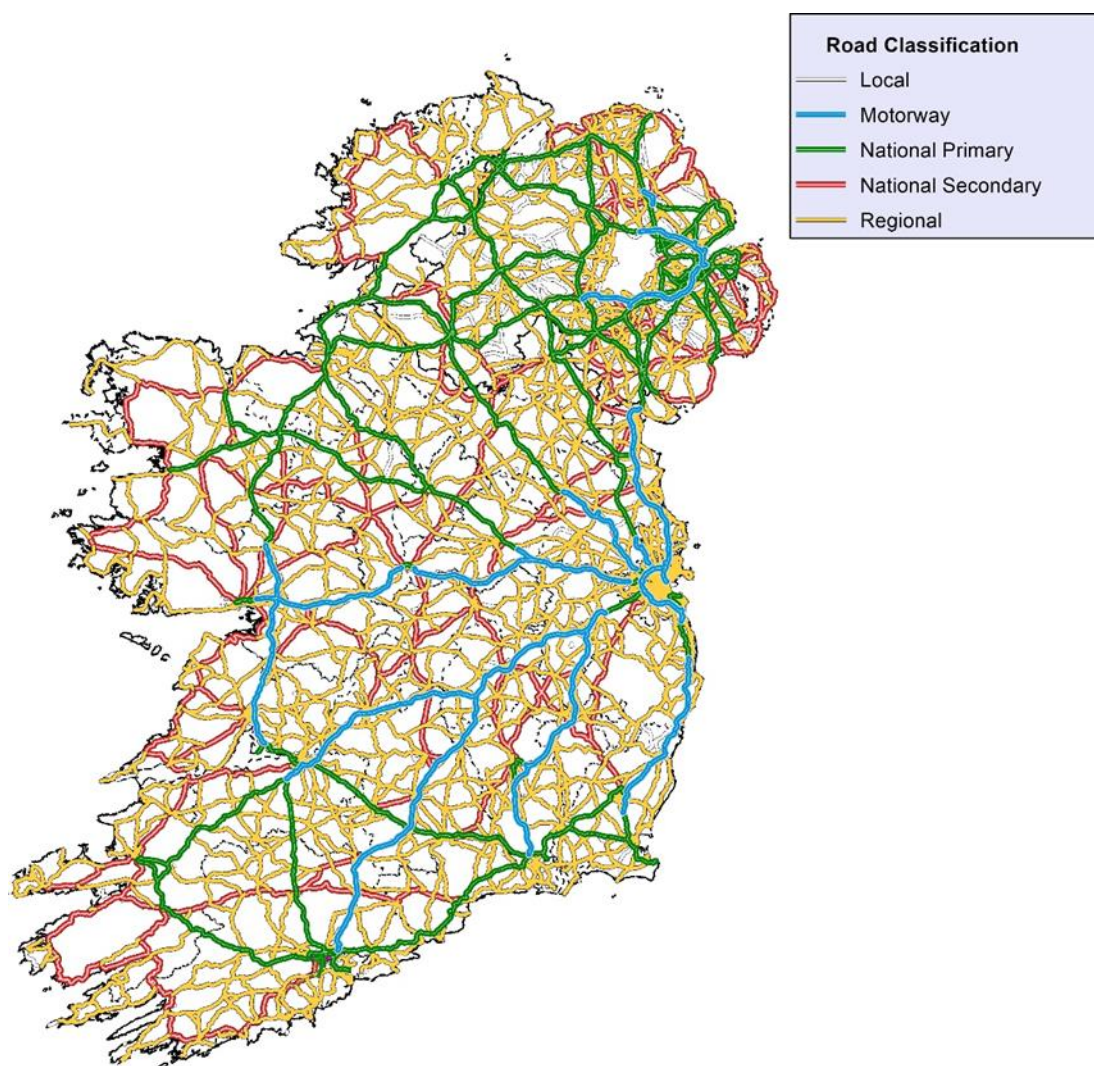 Road Classification
Local
Motorway
National Primary
National Secondary
Regional